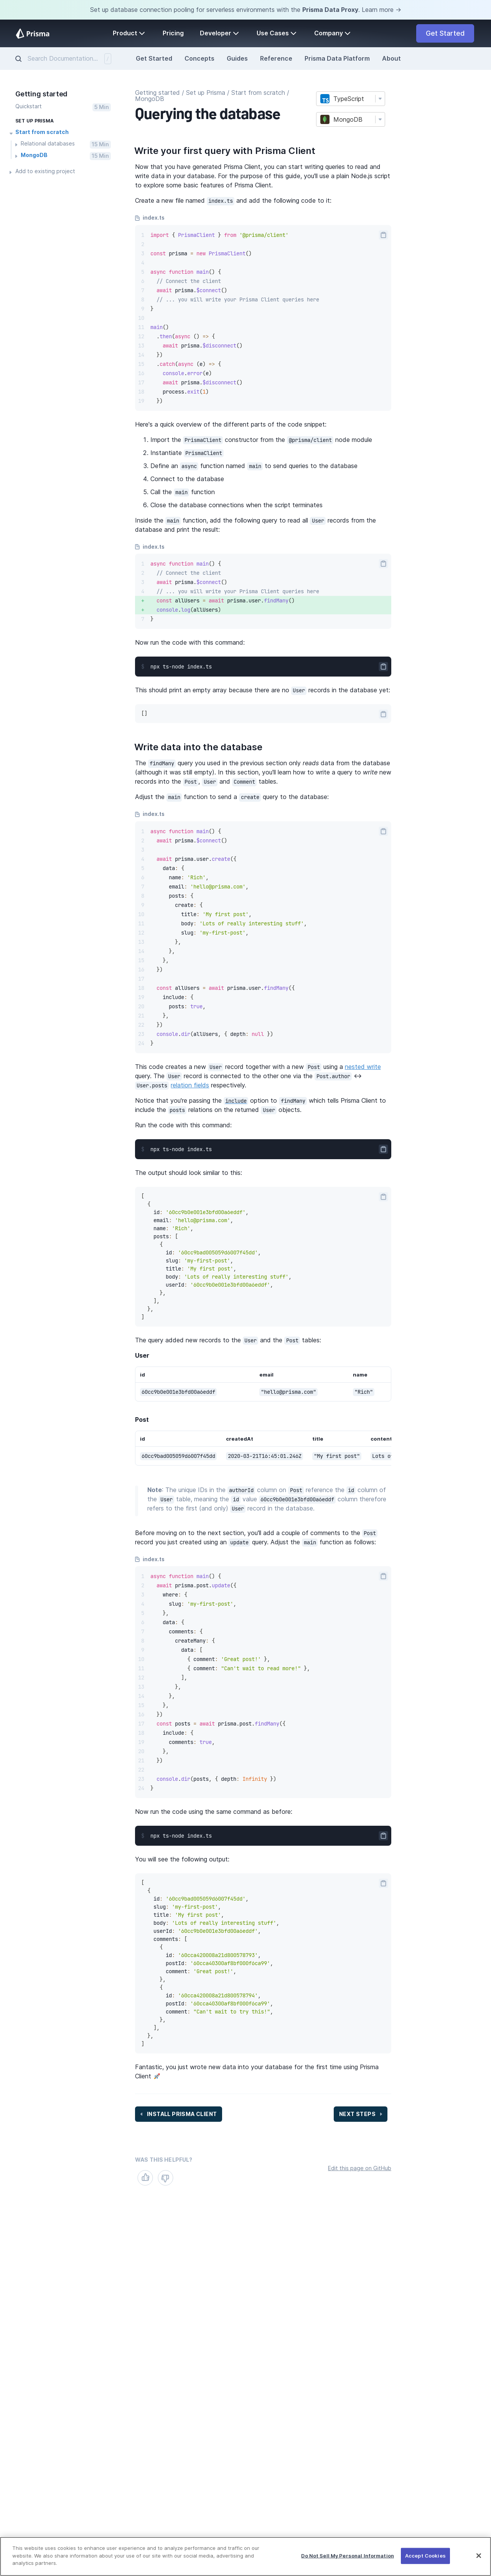 Set up database connection pooling for serverless environments with the Prisma Data Proxy. Learn more →
Prisma
Product
Pricing
Developer
Use Cases
Company
Get Started
Search Documentation...
/
Get Started
Concepts
Guides
Reference
Prisma Data Platform
About
Getting started
Quickstart
5 Min
SET UP PRISMA
Start from scratch
Relational databases
15 Min
MongoDB
15 Min
Add to existing project
Getting started / Set up Prisma / Start from scratch /
MongoDB
Querying the database
TypeScript
MongoDB
Write your first query with Prisma Client
Now that you have generated Prisma Client, you can start writing queries to read and
write data in your database. For the purpose of this guide, you'll use a plain Node.js script
to explore some basic features of Prisma Client.
Create a new file named index.ts and add the following code to it:
index.ts
1 import { PrismaClient } from '@prisma/client'
2
3 const prisma = new PrismaClient()
4
5 async function main() {
6 // Connect the client
7 await prisma.$connect()
8 // ... you will write your Prisma Client queries here
9 }
10
11 main()
12 .then(async () => {
13 await prisma.$disconnect()
14 })
15 .catch(async (e) => {
16 console.error(e)
17 await prisma.$disconnect()
18 process.exit(1)
19 })
Here's a quick overview of the different parts of the code snippet:
1. Import the PrismaClient constructor from the @prisma/client node module
2. Instantiate PrismaClient
3. Define an async function named main to send queries to the database
4. Connect to the database
5. Call the main function
6. Close the database connections when the script terminates
Inside the main function, add the following query to read all User records from the
database and print the result:
index.ts
1 async function main() {
2 // Connect the client
3 await prisma.$connect()
4 // ... you will write your Prisma Client queries here
+ const allUsers = await prisma.user.findMany()
+ console.log(allUsers)
7 }
Now run the code with this command:
$ npx ts-node index.ts
This should print an empty array because there are no User records in the database yet:
[]
Write data into the database
The findMany query you used in the previous section only reads data from the database
(although it was still empty). In this section, you'll learn how to write a query to write new
records into the Post, User and Comment tables.
Adjust the main function to send a create query to the database:
index.ts
1 async function main() {
2 await prisma.$connect()
3
4 await prisma.user.create({
5 data: {
6 name: 'Rich',
7 email: 'hello@prisma.com',
8 posts: {
9 create: {
10 title: 'My first post',
11 body: 'Lots of really interesting stuff',
12 slug: 'my-first-post',
13 },
14 },
15 },
16 })
17
18 const allUsers = await prisma.user.findMany({
19 include: {
20 posts: true,
21 },
22 })
23 console.dir(allUsers, { depth: null })
24 }
This code creates a new User record together with a new Post using a nested write
query. The User record is connected to the other one via the Post.author ↔
User.posts relation fields respectively.
Notice that you're passing the include option to findMany which tells Prisma Client to
include the posts relations on the returned User objects.
Run the code with this command:
$ npx ts-node index.ts
The output should look similar to this:
[
{
id: '60cc9b0e001e3bfd00a6eddf',
email: 'hello@prisma.com',
name: 'Rich',
posts: [
{
id: '60cc9bad005059d6007f45dd',
slug: 'my-first-post',
title: 'My first post',
body: 'Lots of really interesting stuff',
userId: '60cc9b0e001e3bfd00a6eddf',
},
],
},
]
The query added new records to the User and the Post tables:
User
id email name
60cc9b0e001e3bfd00a6eddf "hello@prisma.com" "Rich"
Post
id createdAt title content
60cc9bad005059d6007f45dd 2020-03-21T16:45:01.246Z "My first post" Lots o
Note: The unique IDs in the authorId column on Post reference the id column of
the User table, meaning the id value 60cc9b0e001e3bfd00a6eddf column therefore
refers to the first (and only) User record in the database.
Before moving on to the next section, you'll add a couple of comments to the Post
record you just created using an update query. Adjust the main function as follows:
index.ts
1 async function main() {
2 await prisma.post.update({
3 where: {
4 slug: 'my-first-post',
5 },
6 data: {
7 comments: {
8 createMany: {
9 data: [
10 { comment: 'Great post!' },
11 { comment: "Can't wait to read more!" },
12 ],
13 },
14 },
15 },
16 })
17 const posts = await prisma.post.findMany({
18 include: {
19 comments: true,
20 },
21 })
22
23 console.dir(posts, { depth: Infinity })
24 }
Now run the code using the same command as before:
$ npx ts-node index.ts
You will see the following output:
[
{
id: '60cc9bad005059d6007f45dd',
slug: 'my-first-post',
title: 'My first post',
body: 'Lots of really interesting stuff',
userId: '60cc9b0e001e3bfd00a6eddf',
comments: [
{
id: '60cca420008a21d800578793',
postId: '60cca40300af8bf000f6ca99',
comment: 'Great post!',
},
{
id: '60cca420008a21d800578794',
postId: '60cca40300af8bf000f6ca99',
comment: "Can't wait to try this!",
},
],
},
]
Fantastic, you just wrote new data into your database for the first time using Prisma
Client 🚀
INSTALL PRISMA CLIENT
NEXT STEPS
WAS THIS HELPFUL?
Edit this page on GitHub
This website uses cookies to enhance user experience and to analyze performance and traffic on our
website. We also share information about your use of our site with our social media, advertising and
analytics partners.
Do Not Sell My Personal Information
Accept Cookies